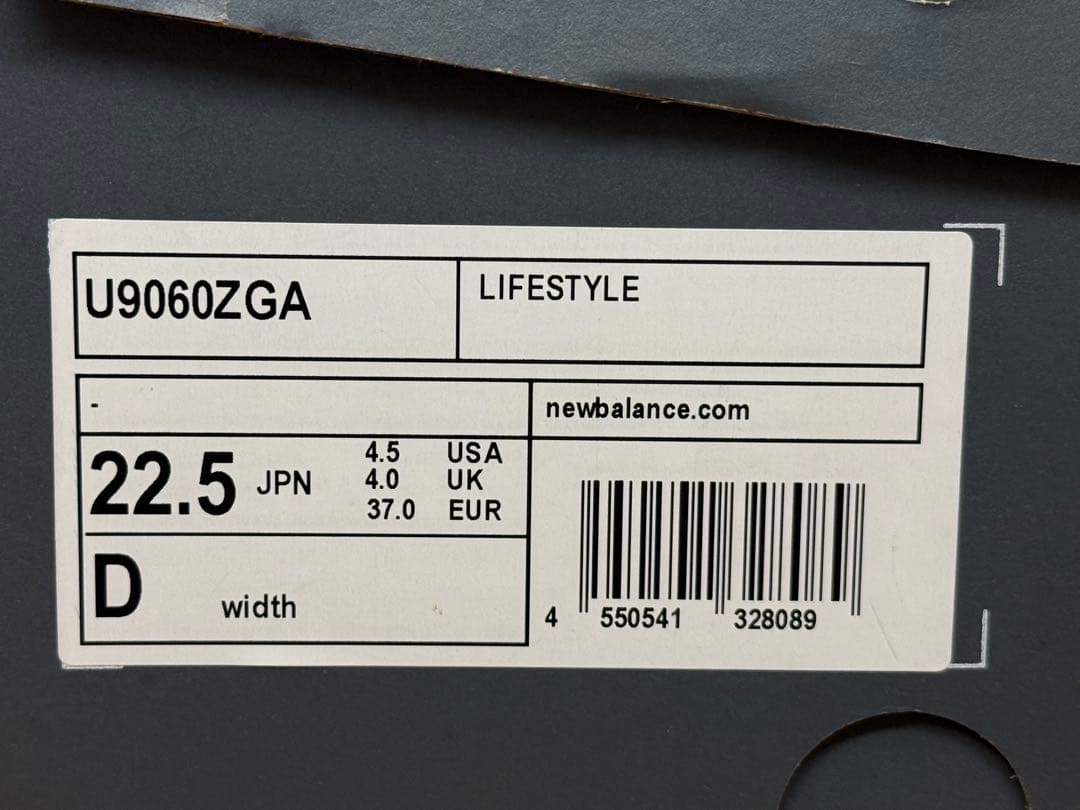 U9060ZGA
LIFESTYLE
-
newbalance.com
22.5 JPN
4.5 USA
4.0 UK
37.0 EUR
D width
4 550541 328089